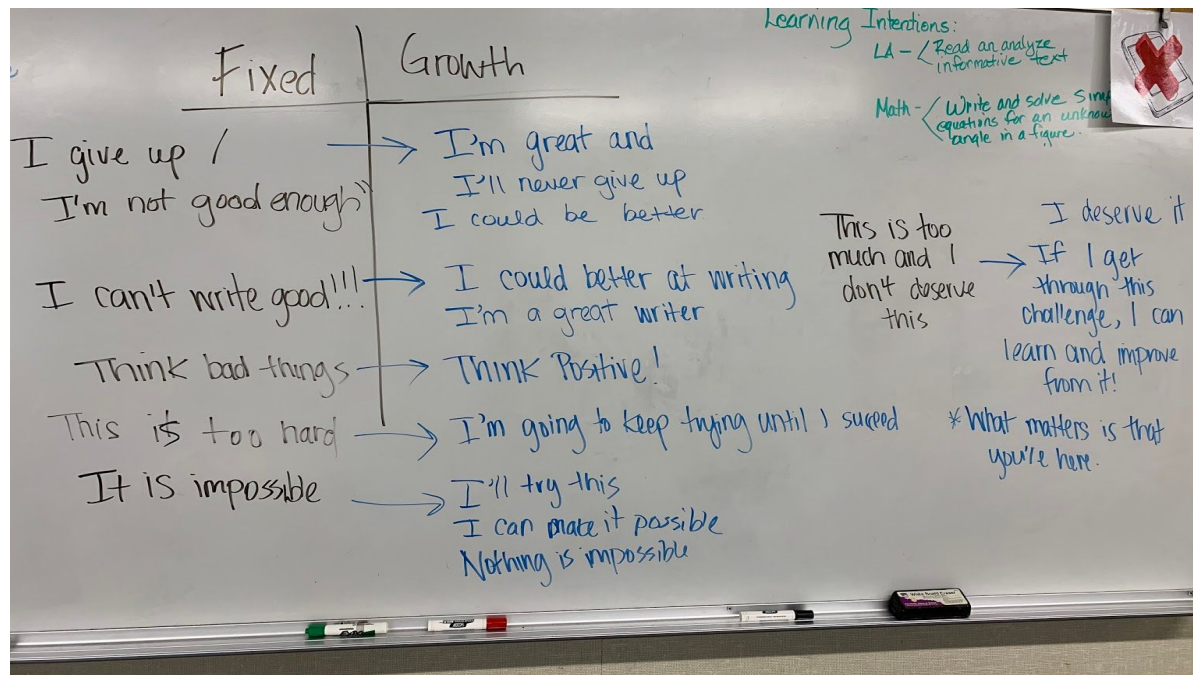 Learning Intentions:
LA - Read an analyze
informative text
Math - Write and solve
equations for an
angle in a figure.
Fixed
Growth
I give up /
I'm not good enough"
I'm great and
I'll never give up
I could be better
I can't write good!!!
I could better at writing
I'm a great writer
Think bad things
Think Positive!
This is too hard
I'm going to keep trying until I suceed
It is impossible
I'll try this
I can make it possible
Nothing is impossible
This is too
much and I
don't deserve
this
I deserve it
If I get
through this
challenge, I can
learn and improve
from it!
* What matters is that
you're here.